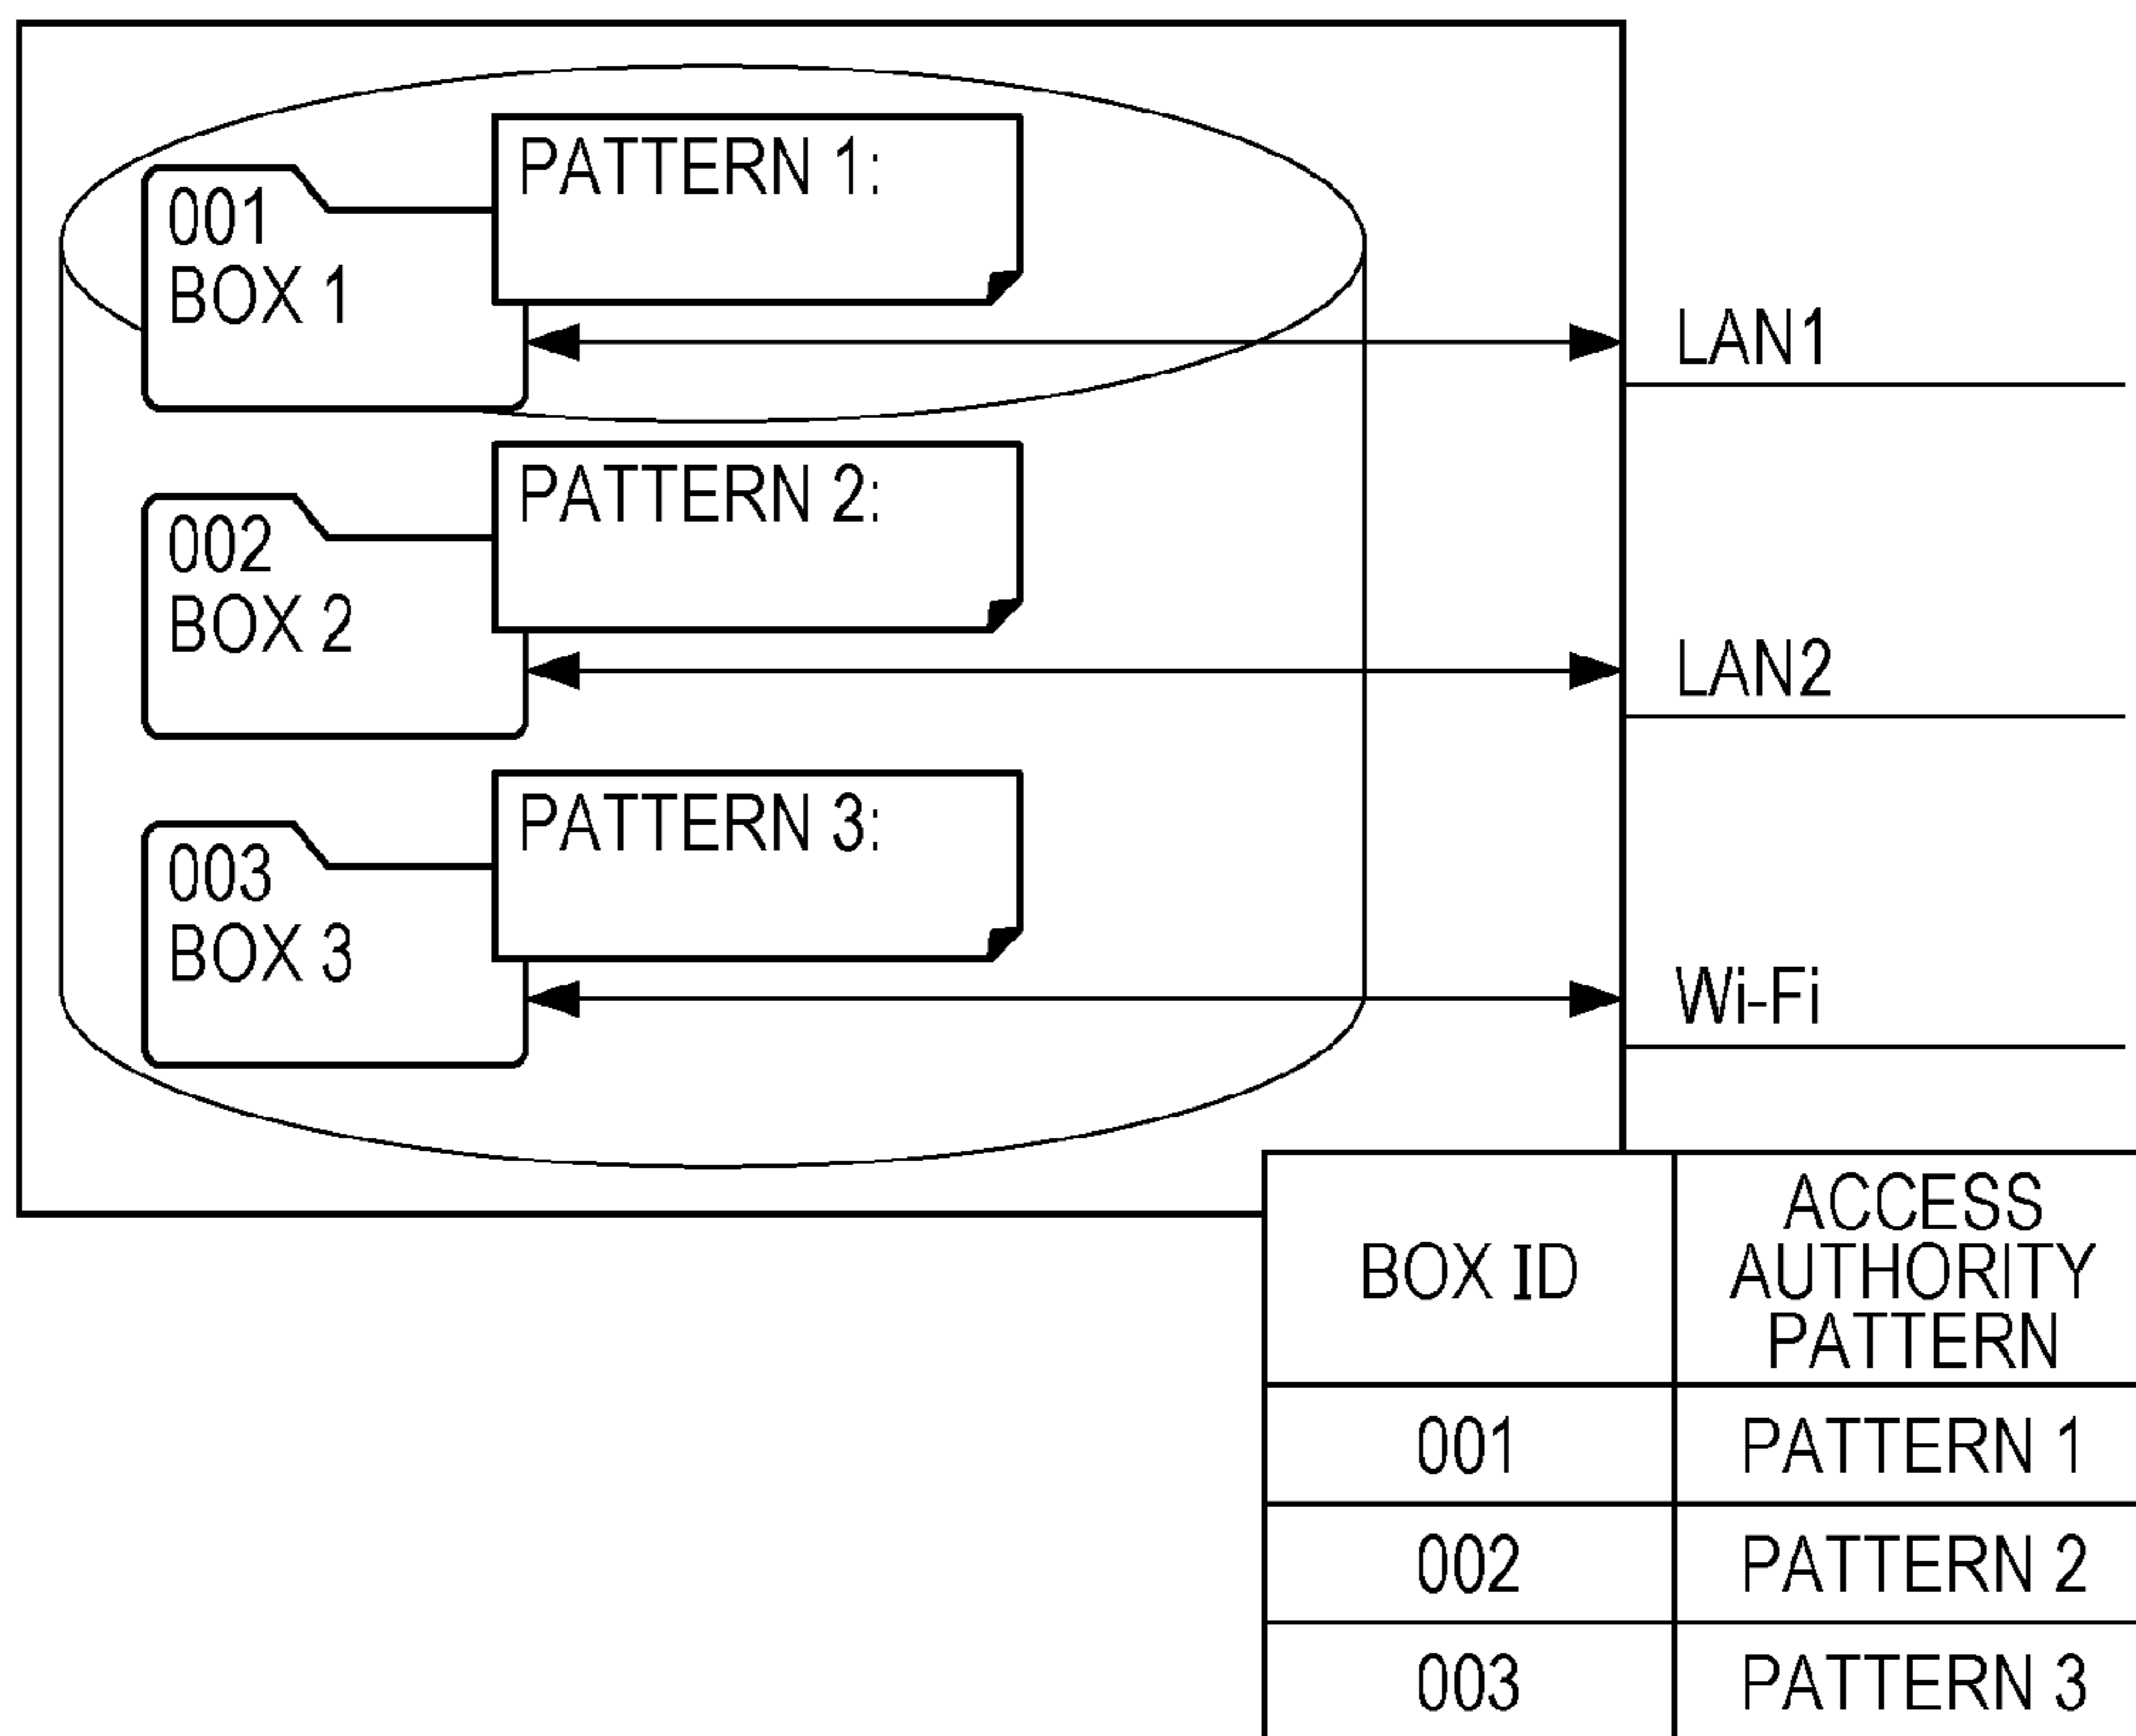 001
BOX 1
PATTERN 1:
LAN1
002
BOX 2
PATTERN 2:
LAN2
003
BOX 3
PATTERN 3:
Wi-Fi
BOX ID
ACCESS
AUTHORITY
PATTERN
001
PATTERN 1
002
PATTERN 2
003
PATTERN 3